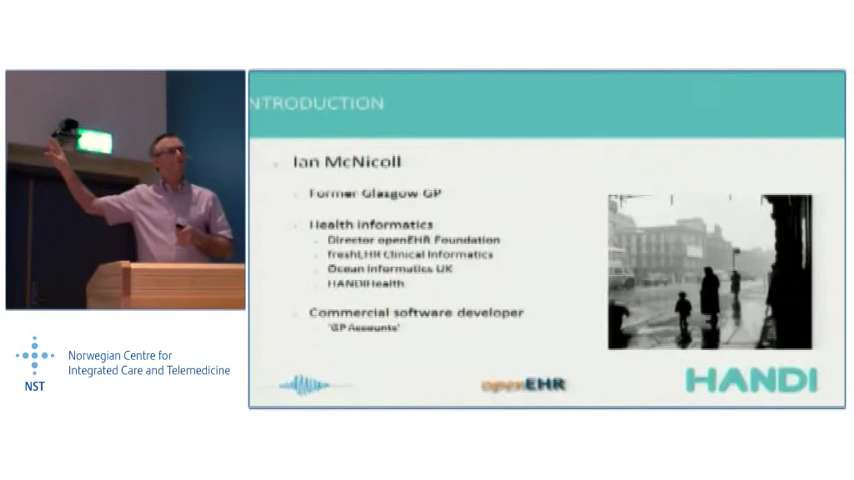 NTRODUCTION
Ian McNicoll
Former Glasgow GP
Health informatics
Director openEHR Foundation
freshEHR Clinical Informatics
Ocean Informatics UK
HANDIHealth
Commercial software developer
'GP Accounts'
openEHR
HANDI
NST
Norwegian Centre for
Integrated Care and Telemedicine